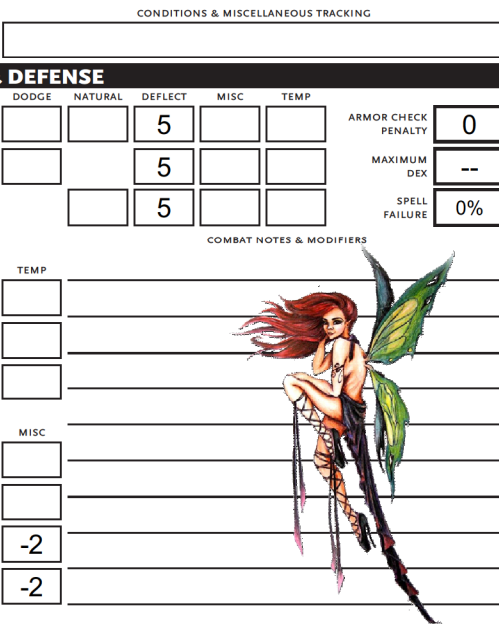 CONDITIONS & MISCELLANEOUS TRACKING
. DEFENSE
DODGE NATURAL DEFLECT MISC TEMP
5 ARMOR CHECK PENALTY 0
5 MAXIMUM DEX --
5 SPELL FAILURE 0%
COMBAT NOTES & MODIFIERS
TEMP
MISC
-2
-2